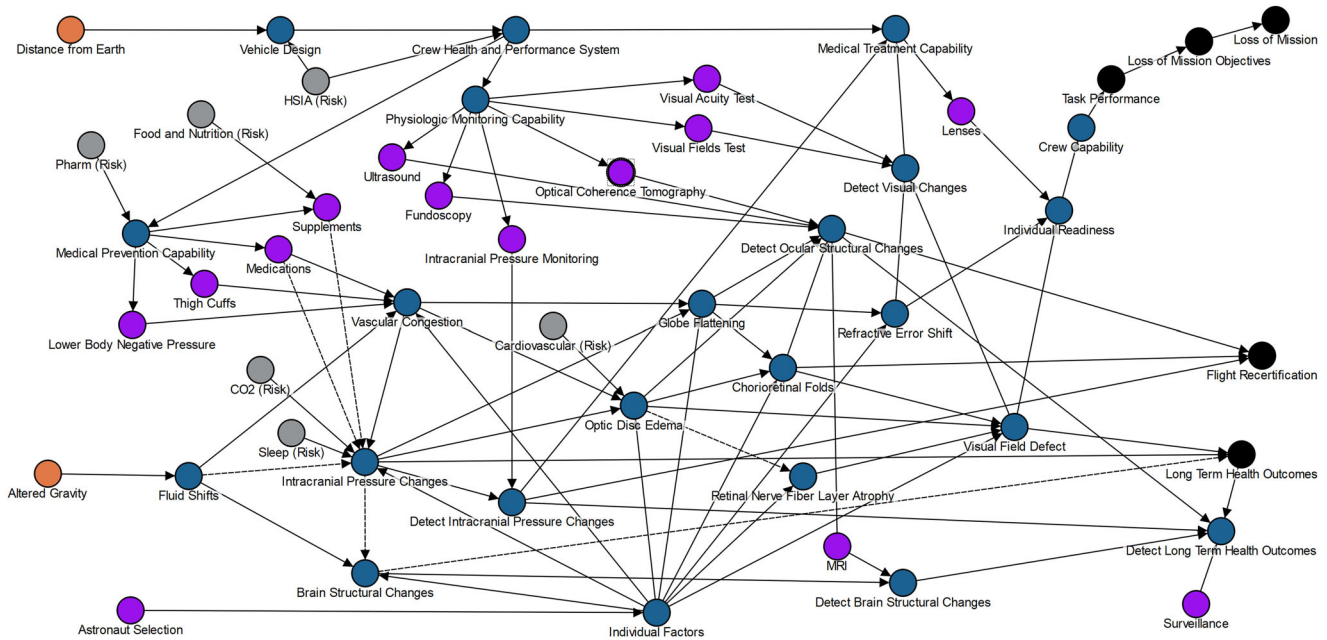 Loss of Mission
Distance from Earth
Vehicle Design
Crew Health and Performance System
Medical Treatment Capability
Loss of Mission Objectives
HSIA (Risk)
Visual Acuity Test
Task Performance
Physiologic Monitoring Capability
Food and Nutrition (Risk)
Lenses
Visual Fields Test
Crew Capability
Pharm (Risk)
Ultrasound
Optical Coherence Tomography
Detect Visual Changes
Fundoscopy
Supplements
Individual Readiness
Medical Prevention Capability
Detect Ocular Structural Changes
Intracranial Pressure Monitoring
Medications
Thigh Cuffs
Vascular Congestion
Globe Flattening
Refractive Error Shift
Lower Body Negative Pressure
Cardiovascular (Risk)
Flight Recertification
CO2 (Risk)
Chorioretinal Folds
Optic Disc Edema
Visual Field Defect
Sleep (Risk)
Long Term Health Outcomes
Intracranial Pressure Changes
Altered Gravity
Fluid Shifts
Retinal Nerve Fiber Layer Atrophy
Detect Intracranial Pressure Changes
Detect Long Term Health Outcomes
MRI
Brain Structural Changes
Detect Brain Structural Changes
Astronaut Selection
Individual Factors
Surveillance